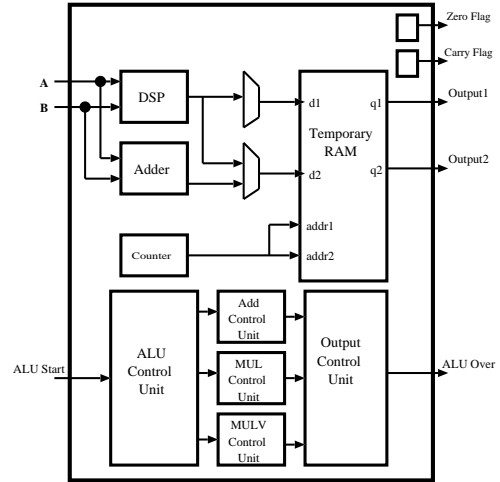 Zero Flag
Carry Flag
A
B
DSP
Adder
Counter
d1
d2
Temporary
RAM
addr1
addr2
q1
q2
Output1
Output2
ALU Start
ALU
Control
Unit
Add
Control
Unit
MUL
Control
Unit
MULV
Control
Unit
Output
Control
Unit
ALU Over